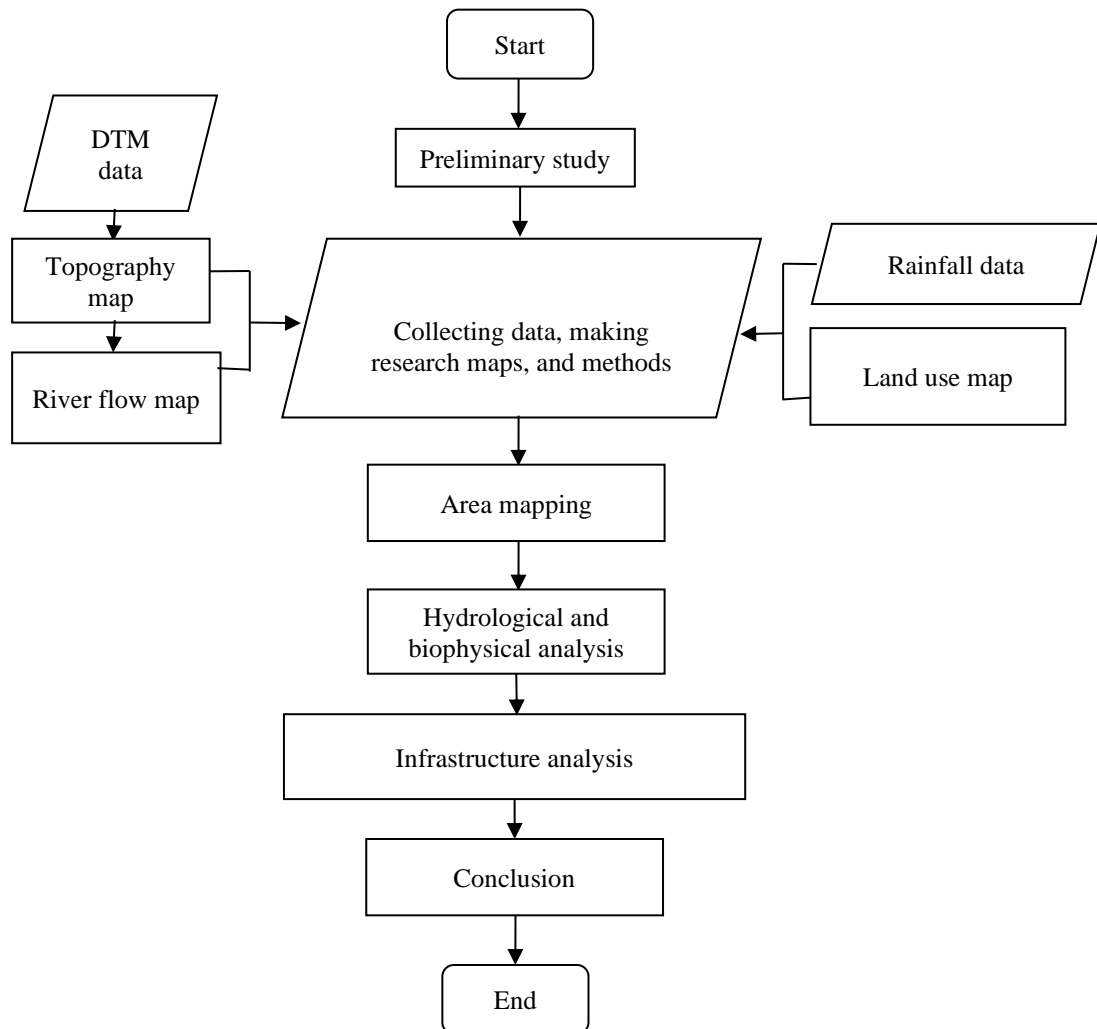 Start
DTM
data
Preliminary study
Topography
map
Rainfall data
Collecting data, making
research maps, and methods
River flow map
Land use map
Area mapping
Hydrological and
biophysical analysis
Infrastructure analysis
Conclusion
End